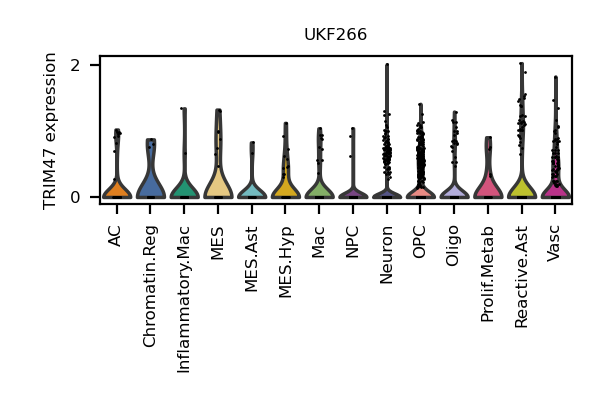 UKF266
TRIM47 expression
2
0
AC
Chromatin.Reg
Inflammatory.Mac
MES
MES.Ast
MES.Hyp
Mac
NPC
Neuron
OPC
Oligo
Prolif.Metab
Reactive.Ast
Vasc